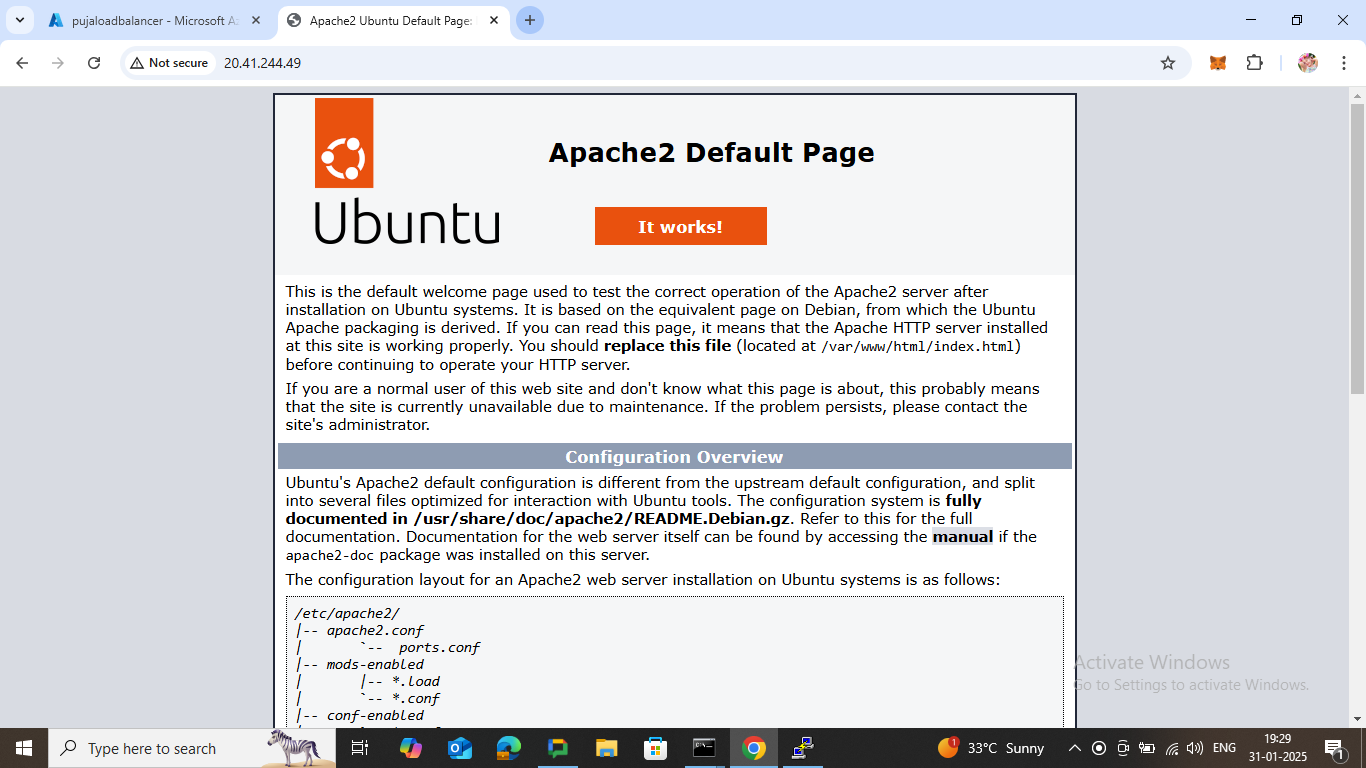 pujaloadbalancer - Microsoft A
Apache2 Ubuntu Default Page:
Not secure
20.41.244.49
Apache2 Default Page
Ubuntu
It works!
This is the default welcome page used to test the correct operation of the Apache2 server after
installation on Ubuntu systems. It is based on the equivalent page on Debian, from which the Ubuntu
Apache packaging is derived. If you can read this page, it means that the Apache HTTP server installed
at this site is working properly. You should replace this file (located at /var/www/html/index.html)
before continuing to operate your HTTP server.
If you are a normal user of this web site and don't know what this page is about, this probably means
that the site is currently unavailable due to maintenance. If the problem persists, please contact the
site's administrator.
Configuration Overview
Ubuntu's Apache2 default configuration is different from the upstream default configuration, and split
into several files optimized for interaction with Ubuntu tools. The configuration system is fully
documented in /usr/share/doc/apache2/README.Debian.gz. Refer to this for the full
documentation. Documentation for the web server itself can be found by accessing the manual if the
apache2-doc package was installed on this server.
The configuration layout for an Apache2 web server installation on Ubuntu systems is as follows:
/etc/apache2/
|-- apache2.conf
|       `--  ports.conf
|-- mods-enabled
|       |-- *.load
|       `-- *.conf
|-- conf-enabled
Activate Windows
Go to Settings to activate Windows.
Type here to search
1
33°C Sunny
ENG
19:29
31-01-2025
1